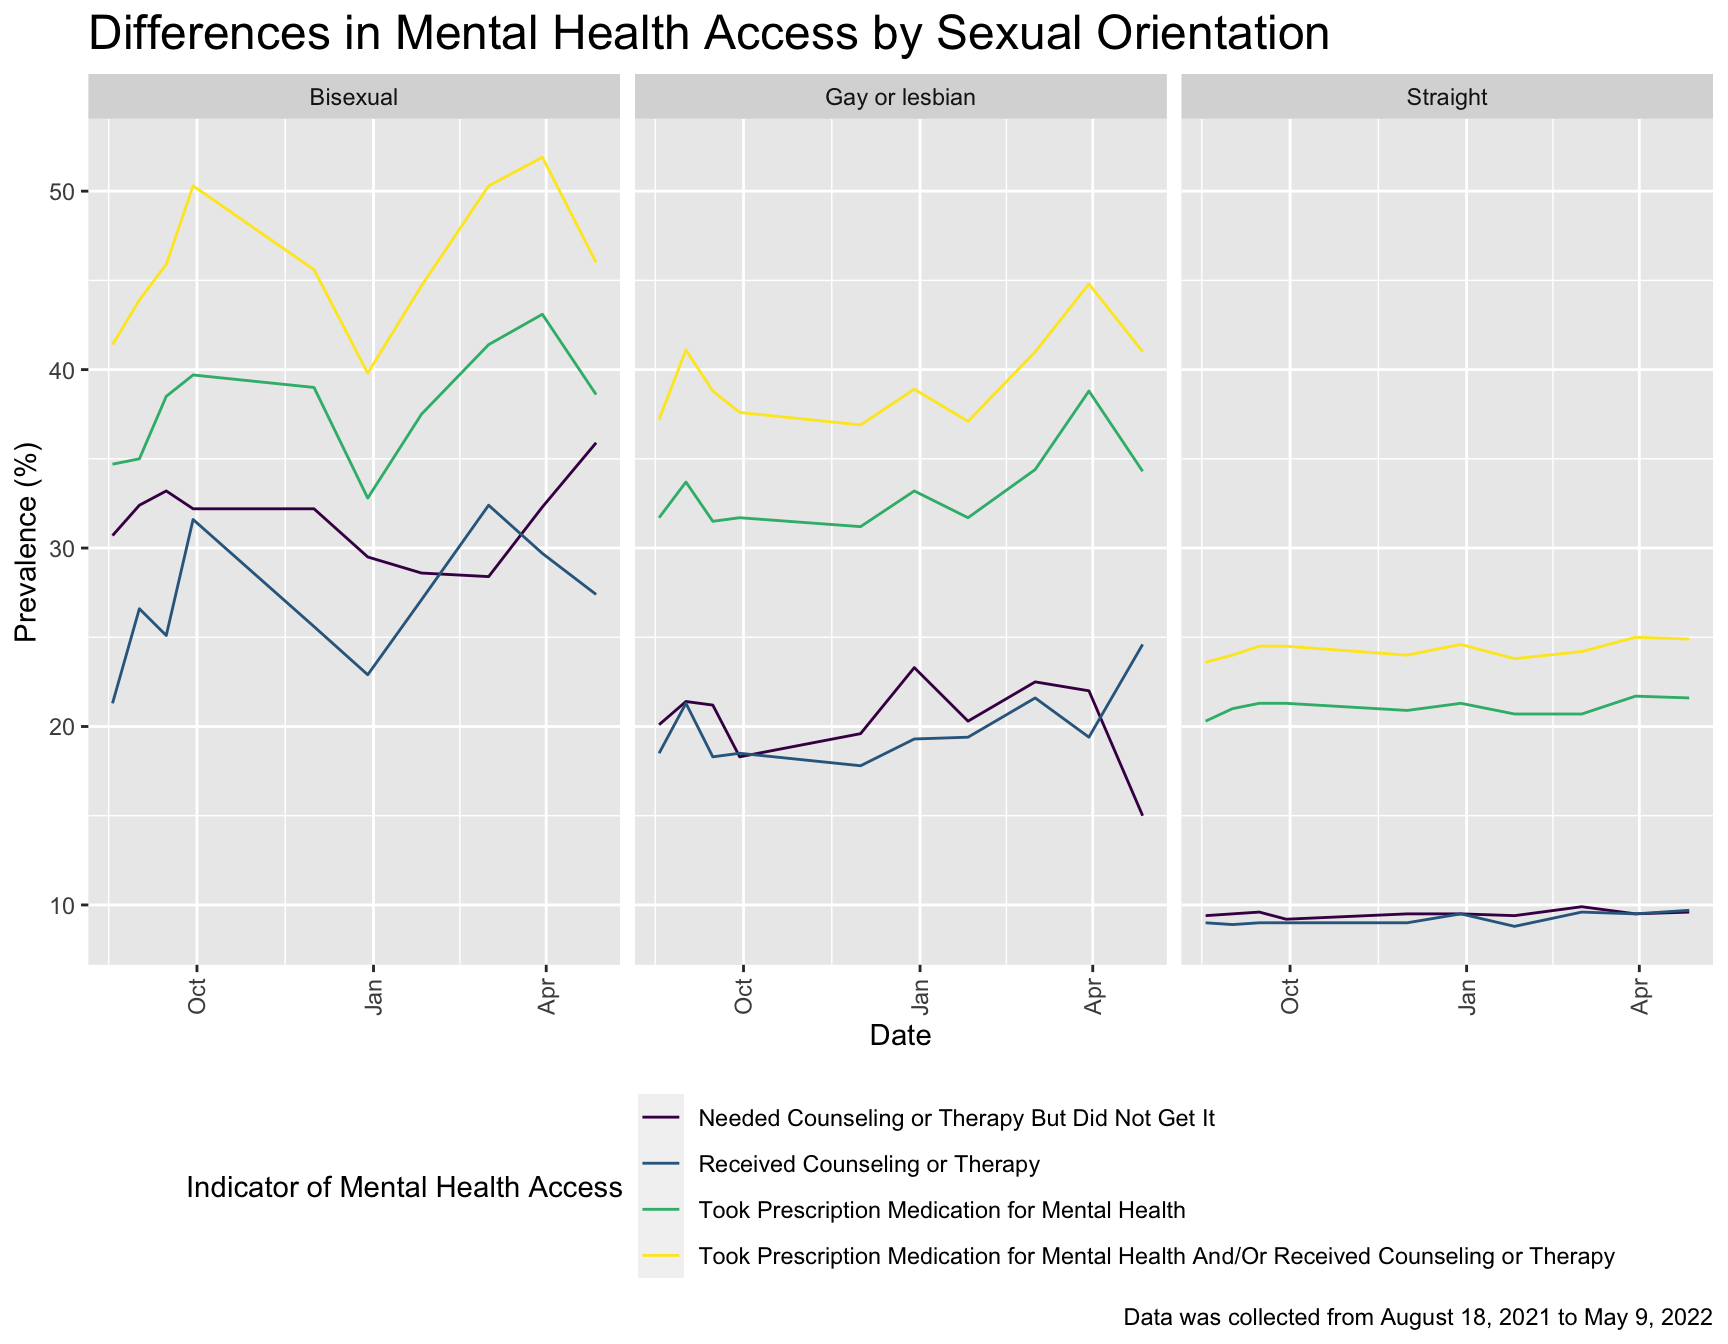 Differences in Mental Health Access by Sexual Orientation
Bisexual
Gay or lesbian
Straight
Prevalence (%)
50
40
30
20
10
Oct
Jan
Apr
Oct
Jan
Apr
Oct
Jan
Apr
Date
Indicator of Mental Health Access
Needed Counseling or Therapy But Did Not Get It
Received Counseling or Therapy
Took Prescription Medication for Mental Health
Took Prescription Medication for Mental Health And/Or Received Counseling or Therapy
Data was collected from August 18, 2021 to May 9, 2022